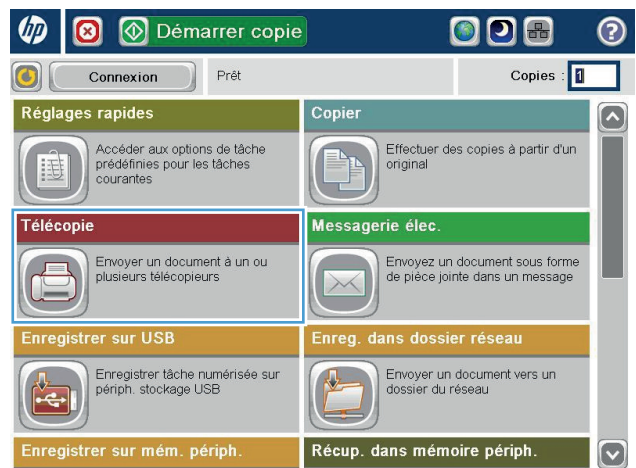 hp
Démarrer copie
?
Connexion
Prêt
Copies : 1
Réglages rapides
Accéder aux options de tâche
prédéfinies pour les tâches
courantes
Copier
Effectuer des copies à partir d'un
original
Télécopie
Envoyer un document à un ou
plusieurs télécopieurs
Messagerie élec.
Envoyez un document sous forme
de pièce jointe dans un message
Enregistrer sur USB
Enregistrer tâche numérisée sur
périph. stockage USB
Enreg. dans dossier réseau
Envoyer un document vers un
dossier du réseau
Enregistrer sur mém. périph.
Récup. dans mémoire périph.